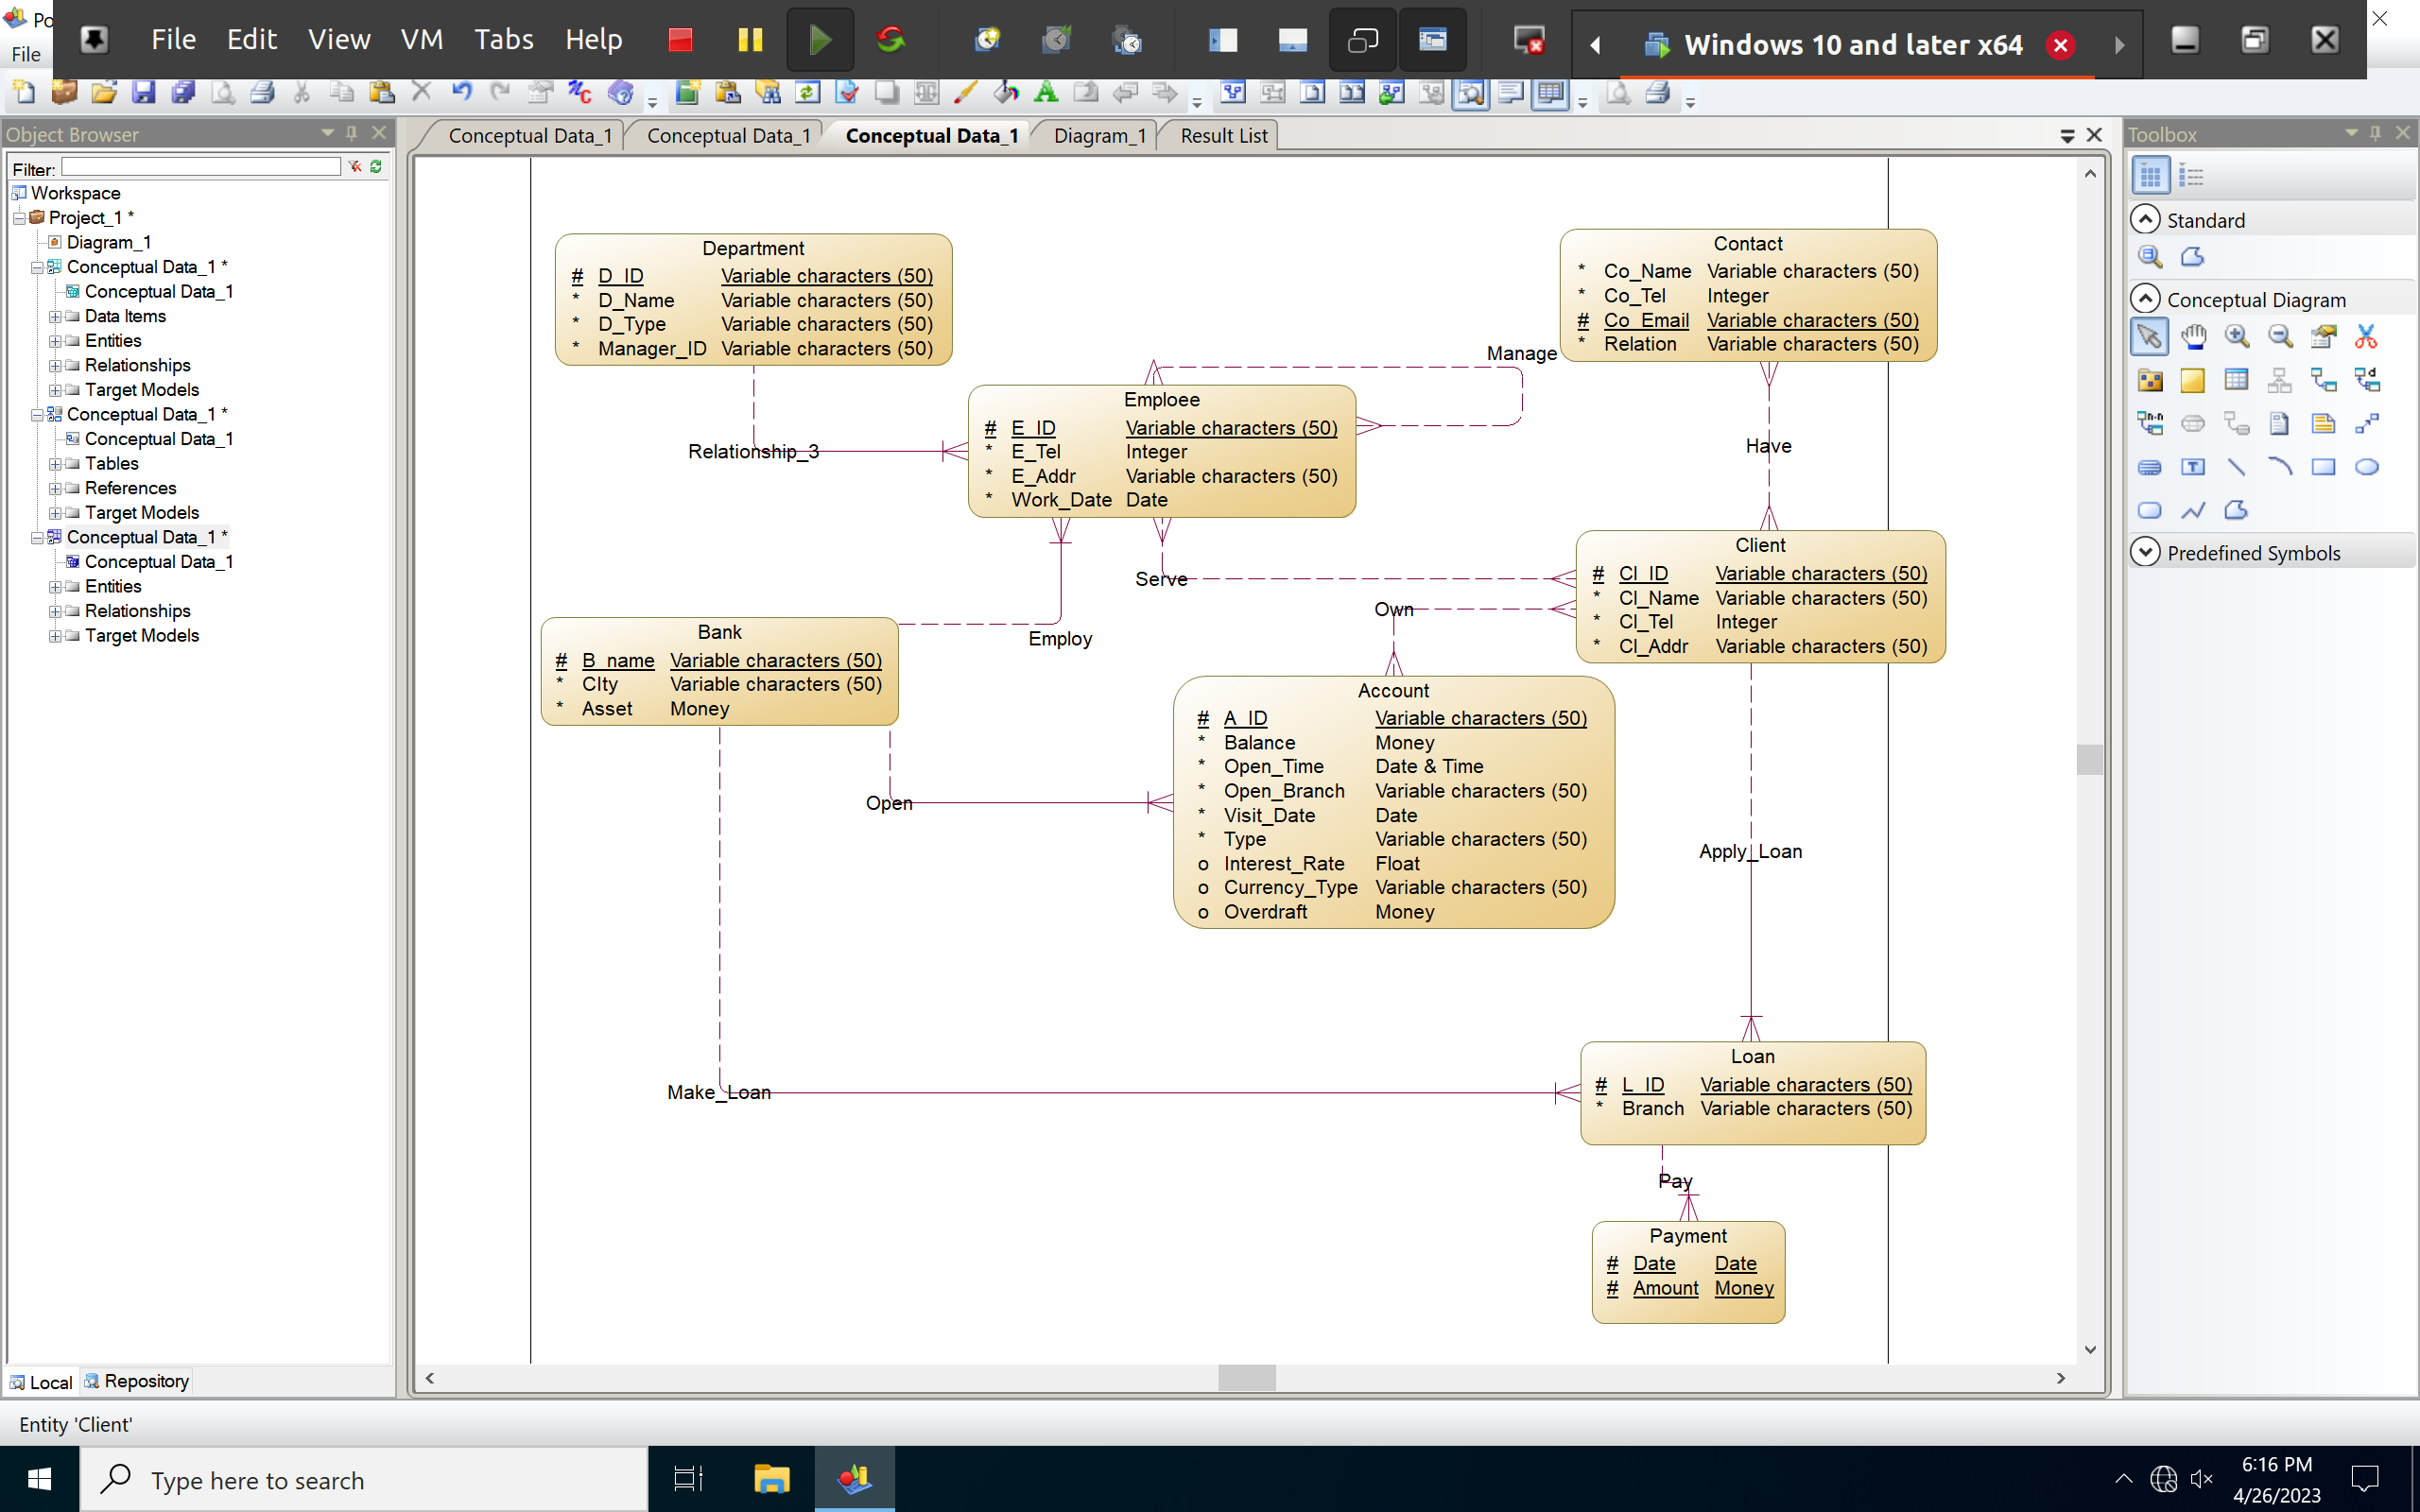 Po
File
File Edit View VM Tabs Help
Windows 10 and later x64
Object Browser
Filter:
Workspace
Project_1 *
Diagram_1
Conceptual Data_1 *
Conceptual Data_1
Data Items
Entities
Relationships
Target Models
Conceptual Data_1 *
Conceptual Data_1
Tables
References
Target Models
Conceptual Data_1 *
Conceptual Data_1
Entities
Relationships
Target Models
Local Repository
Conceptual Data_1 Conceptual Data_1 Conceptual Data_1 Diagram_1 Result List
Department
# D_ID Variable characters (50)
* D_Name Variable characters (50)
* D_Type Variable characters (50)
* Manager_ID Variable characters (50)
Contact
* Co_Name Variable characters (50)
* Co_Tel Integer
# Co_Email Variable characters (50)
* Relation Variable characters (50)
Manage
Emploee
# E_ID Variable characters (50)
* E_Tel Integer
* E_Addr Variable characters (50)
* Work_Date Date
Relationship_3
Have
Client
# Cl_ID Variable characters (50)
* Cl_Name Variable characters (50)
* Cl_Tel Integer
* Cl_Addr Variable characters (50)
Serve
Own
Employ
Bank
# B_name Variable characters (50)
* CIty Variable characters (50)
* Asset Money
Account
# A_ID Variable characters (50)
* Balance Money
* Open_Time Date & Time
* Open_Branch Variable characters (50)
* Visit_Date Date
* Type Variable characters (50)
o Interest_Rate Float
o Currency_Type Variable characters (50)
o Overdraft Money
Open
Apply_Loan
Loan
# L_ID Variable characters (50)
* Branch Variable characters (50)
Make_Loan
Pay
Payment
# Date Date
# Amount Money
Toolbox
Standard
Conceptual Diagram
Predefined Symbols
Entity 'Client'
Type here to search
6:16 PM
4/26/2023